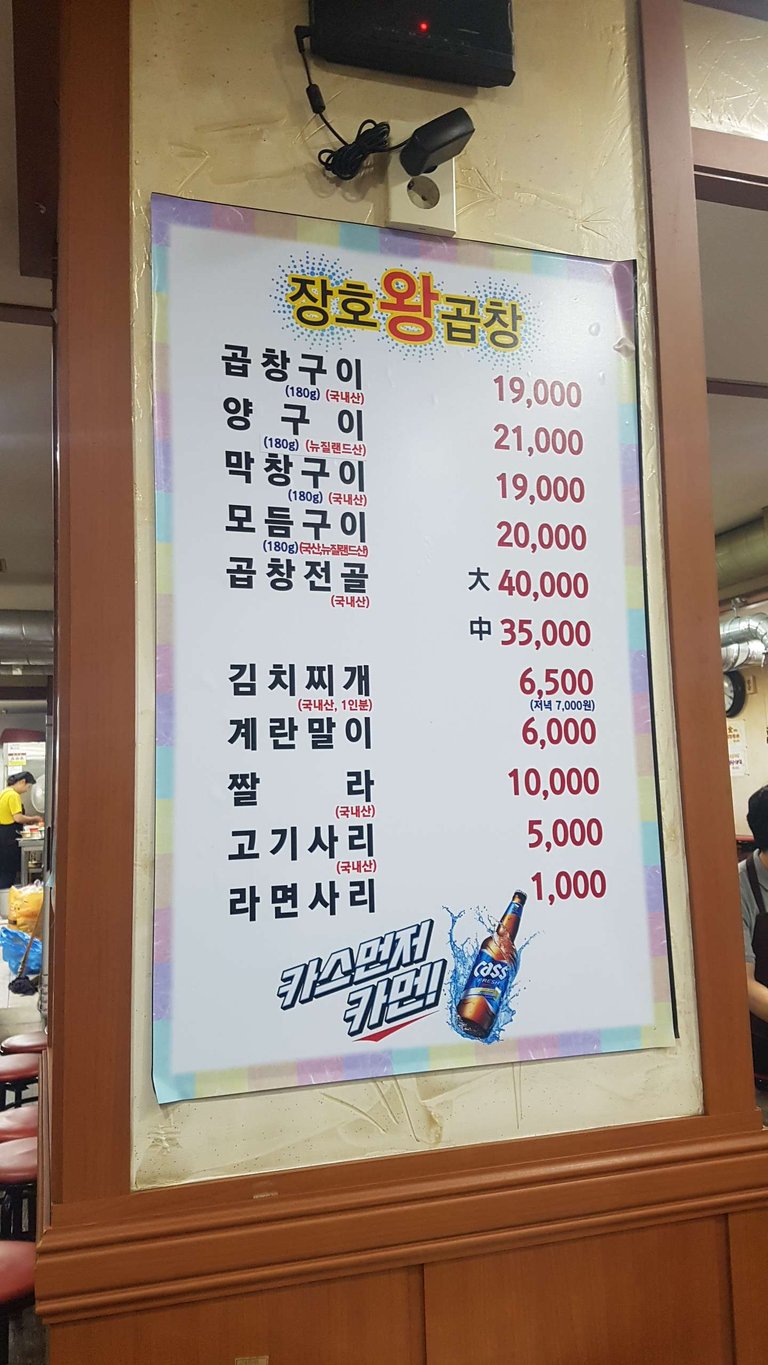 장호왕곱창
곱창구이 19,000
(180g) (국내산)
양 구 이 21,000
(180g) (뉴질랜드산)
막창구이 19,000
(180g) (국내산)
모듬구이 20,000
(180g) (국산,뉴질랜드산)
곱창전골 大 40,000
(국내산)
中 35,000
김치찌개 6,500
(국내산, 1인분) (저녁 7,000원)
계란말이 6,000
짤 라 10,000
(국내산)
고기사리 5,000
(국내산)
라면사리 1,000
카스먼저
카먼!
Cass
FRESH